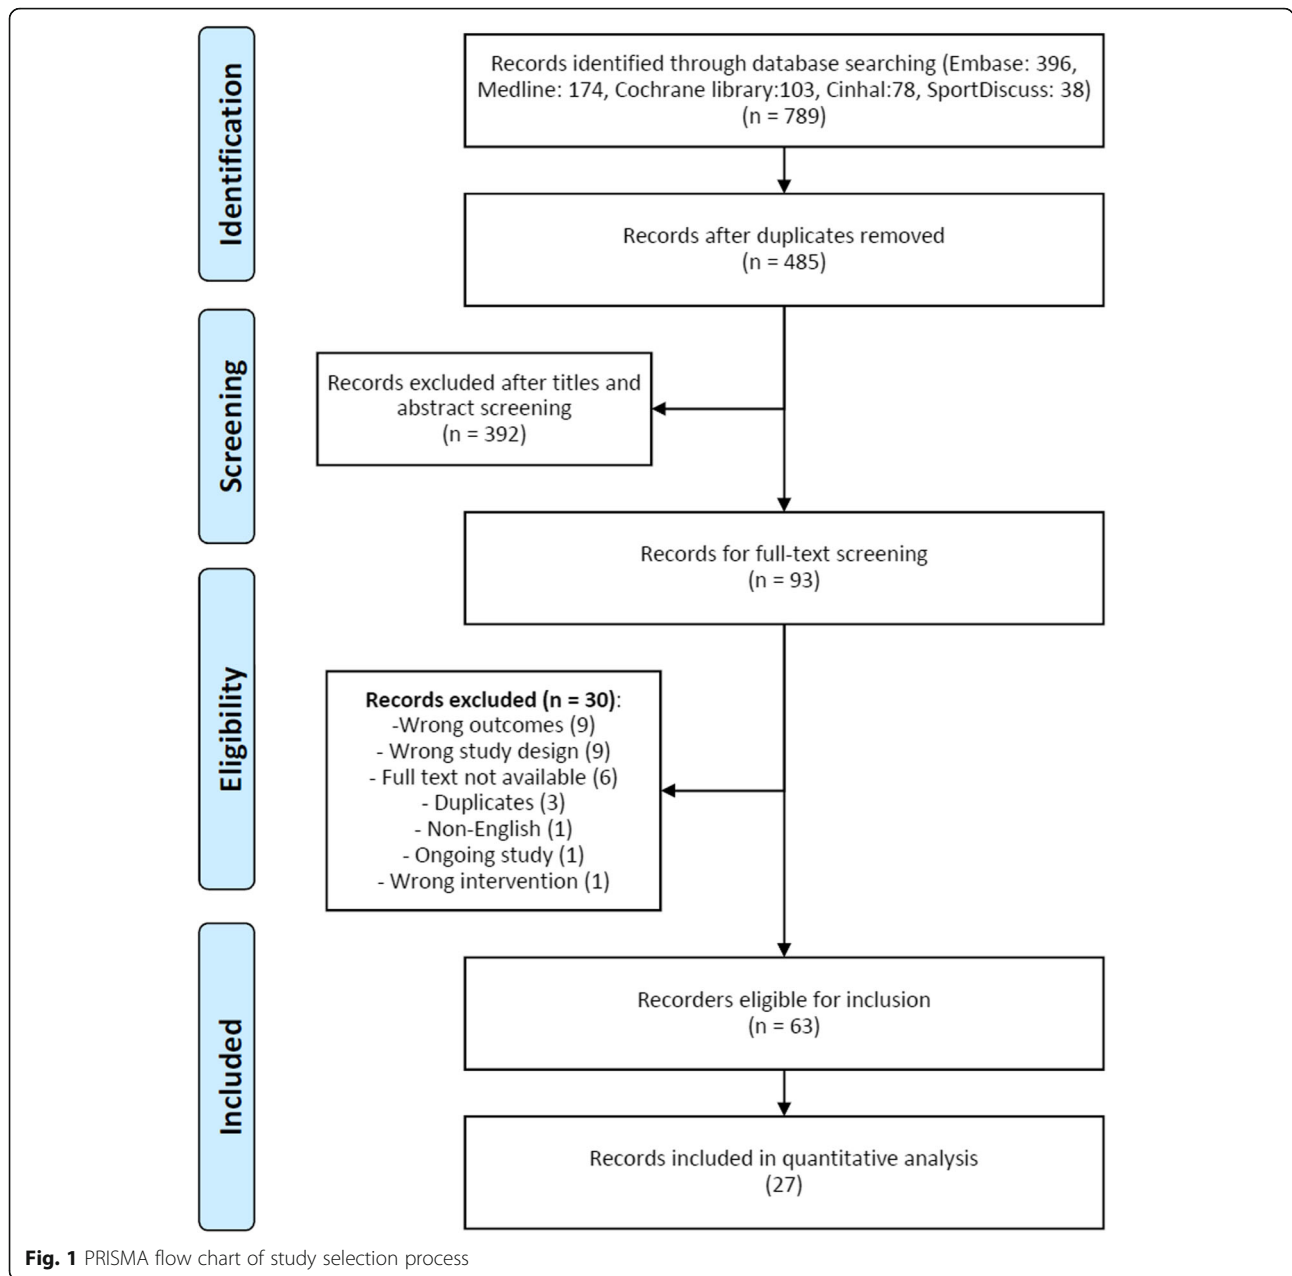 Identification
Records identified through database searching (Embase: 396,
Medline: 174, Cochrane library:103, Cinhal:78, SportDiscuss: 38)
(n = 789)
Records after duplicates removed
(n = 485)
Screening
Records excluded after titles and
abstract screening
(n = 392)
Records for full-text screening
(n = 93)
Eligibility
Records excluded (n = 30):
-Wrong outcomes (9)
- Wrong study design (9)
- Full text not available (6)
- Duplicates (3)
- Non-English (1)
- Ongoing study (1)
- Wrong intervention (1)
Included
Recorders eligible for inclusion
(n = 63)
Records included in quantitative analysis
(27)
Fig. 1 PRISMA flow chart of study selection process